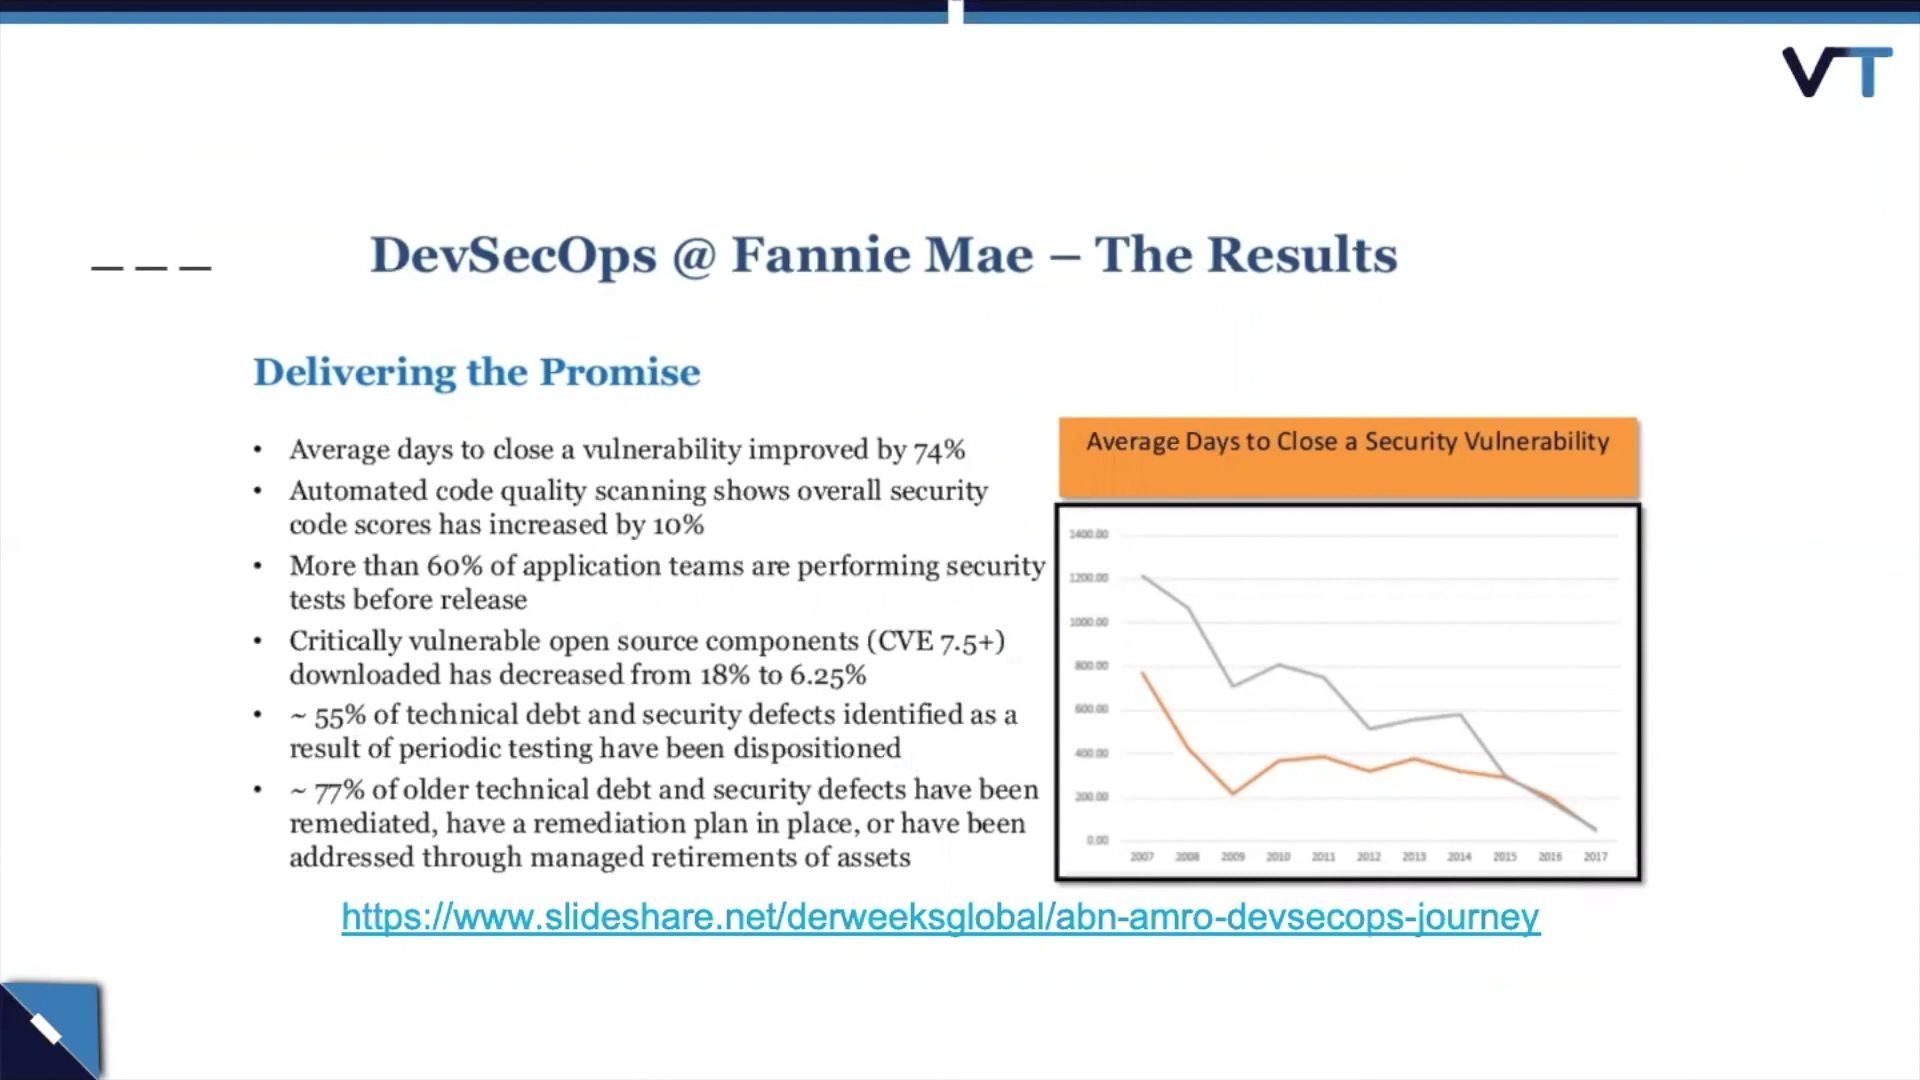 VT
DevSecOps @ Fannie Mae – The Results
Delivering the Promise
• Average days to close a vulnerability improved by 74%
• Automated code quality scanning shows overall security
code scores has increased by 10%
• More than 60% of application teams are performing security
tests before release
• Critically vulnerable open source components (CVE 7.5+)
downloaded has decreased from 18% to 6.25%
• ~ 55% of technical debt and security defects identified as a
result of periodic testing have been dispositioned
• ~ 77% of older technical debt and security defects have been
remediated, have a remediation plan in place, or have been
addressed through managed retirements of assets
Average Days to Close a Security Vulnerability
1400.00
1200.00
1000.00
800.00
600.00
400.00
200.00
0.00
2007 2008 2009 2010 2011 2012 2013 2014 2015 2016 2017
https://www.slideshare.net/derweeksglobal/abn-amro-devsecops-journey